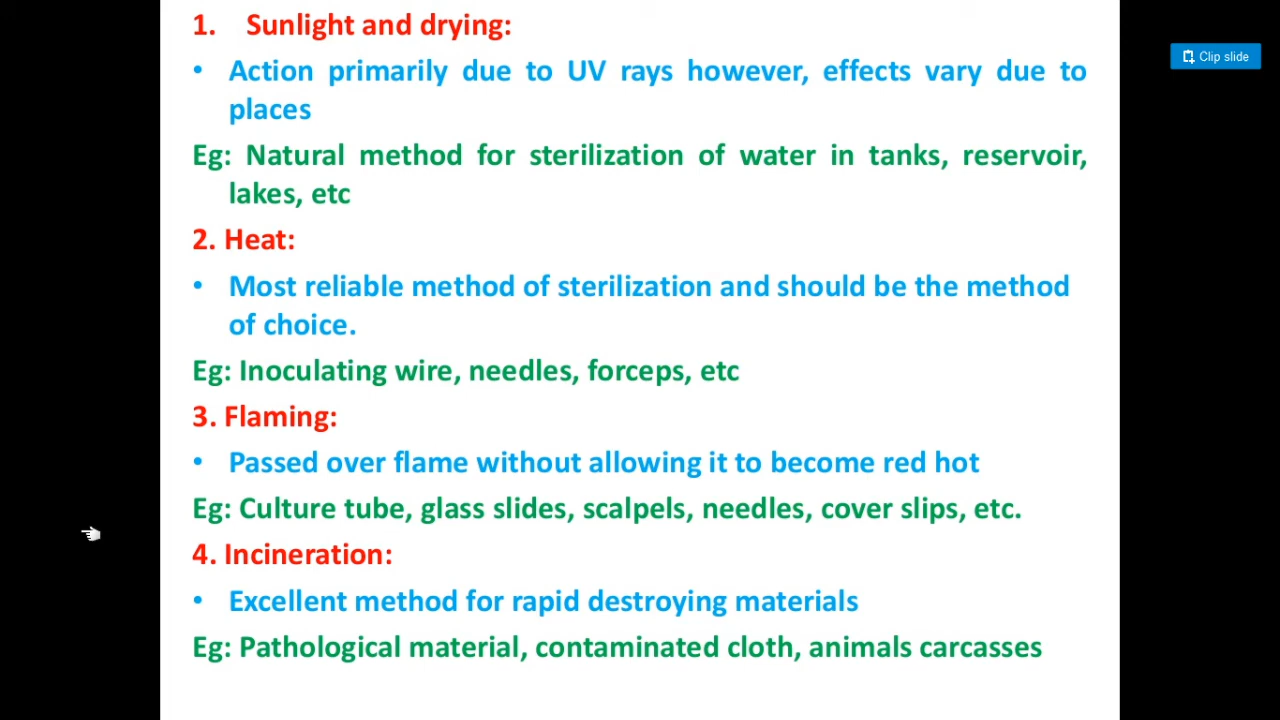 1. Sunlight and drying:
Clip slide
• Action primarily due to UV rays however, effects vary due to
places
Eg: Natural method for sterilization of water in tanks, reservoir,
lakes, etc
2. Heat:
• Most reliable method of sterilization and should be the method
of choice.
Eg: Inoculating wire, needles, forceps, etc
3. Flaming:
• Passed over flame without allowing it to become red hot
Eg: Culture tube, glass slides, scalpels, needles, cover slips, etc.
4. Incineration:
• Excellent method for rapid destroying materials
Eg: Pathological material, contaminated cloth, animals carcasses